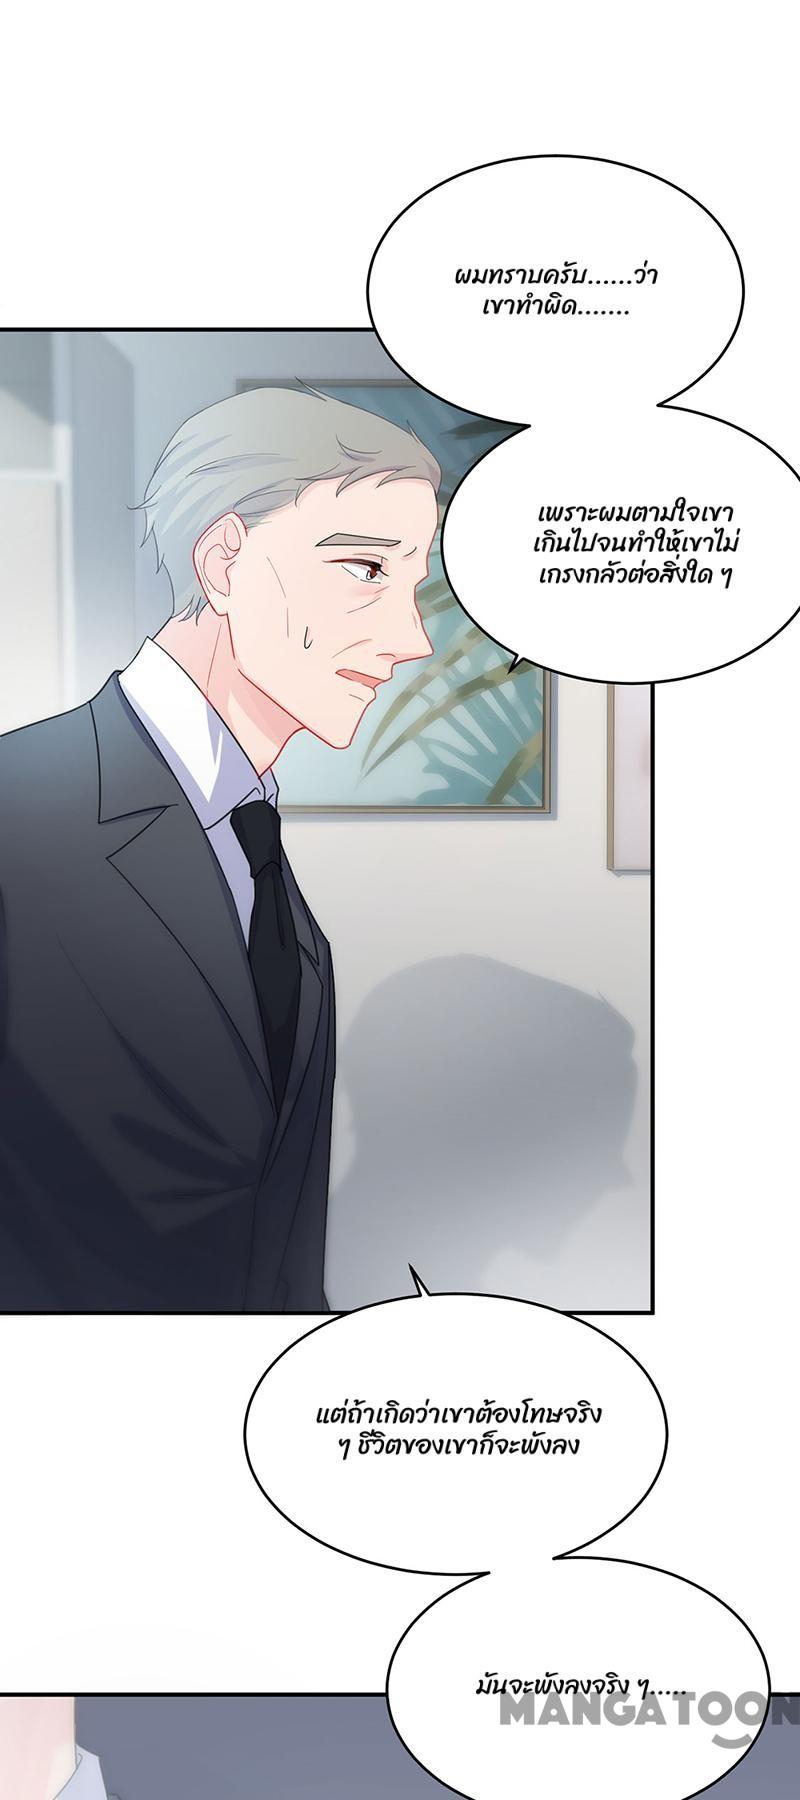 ผมทราบครับ......ว่า
เขาทำผิด.......
เพราะผมตามใจเขา
เกินไปจนทำให้เขาไม่
เกรงกลัวต่อสิ่งใด ๆ
แต่ถ้าเกิดว่าเขาต้องโทษจริง
ๆ ชีวิตของเขาก็จะพังลง
มันจะพังลงจริง ๆ.....
MANGATOON